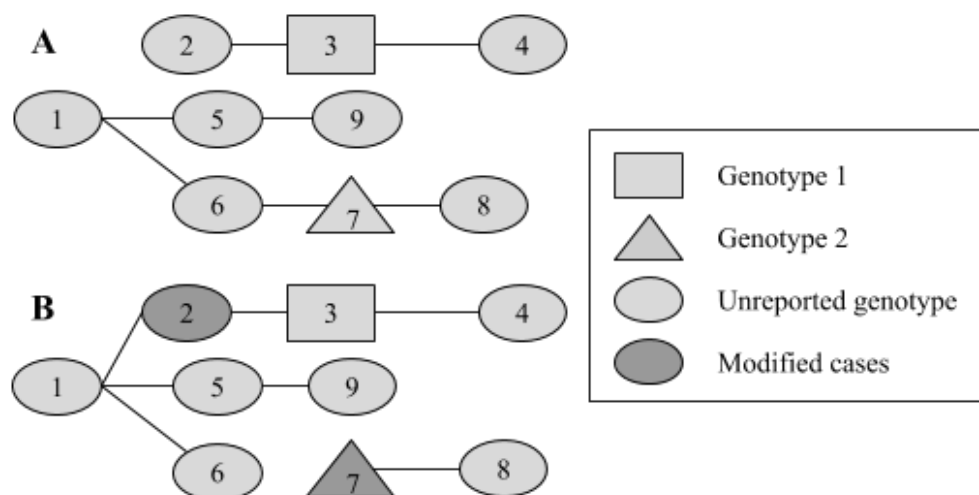 A
2 3 4
1 5 9
6 7 8
B
2 3 4
1 5 9
6 7 8
Genotype 1
Genotype 2
Unreported genotype
Modified cases